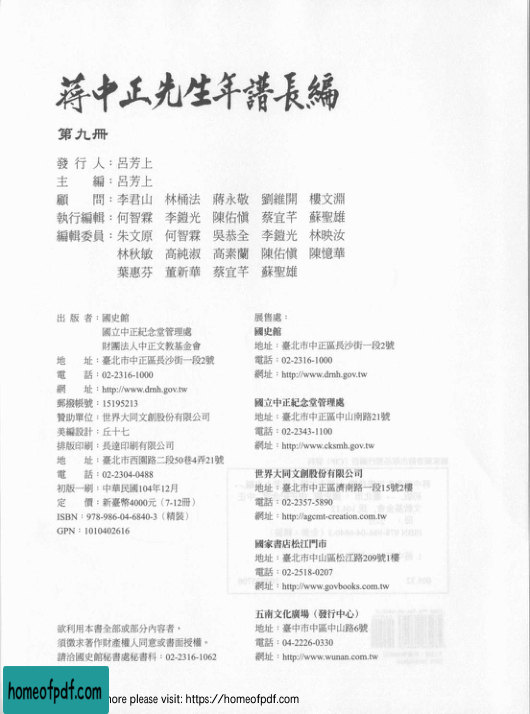 蔣中正先生年譜長編
第九冊
發行人：呂芳上
主編：呂芳上
顧問：李君山 林桶法 蔣永敬 劉維開 樓文淵
執行編輯：何智霖 李鎧光 陳佑愼 蔡宜芊 蘇聖雄
編輯委員：朱文原 何智霖 吳恭全 李鎧光 林映汝
林秋敏 高純淑 高素蘭 陳佑愼 陳憶華
葉惠芬 董新華 蔡宜芊 蘇聖雄
出版者：國史館
國立中正紀念堂管理處
財團法人中正文教基金會
地址：臺北市中正區長沙街一段2號
電話：02-2316-1000
網址：http://www.drnh.gov.tw
郵撥帳號：15195213
贊助單位：世界大同文創股份有限公司
美編設計：丘十七
排版印刷：長達印刷有限公司
地址：臺北市西園路二段50巷4弄21號
電話：02-2304-0488
初版一刷：中華民國104年12月
定價：新臺幣4000元（7-12冊）
ISBN：978-986-04-6840-3（精裝）
GPN：1010402616
欲利用本書全部或部分內容者，
須徵求著作財產權人同意或書面授權。
請洽國史館秘書處秘書科：02-2316-1062
展售處：
國史館
地址：臺北市中正區長沙街一段2號
電話：02-2316-1000
網址：http://www.drnh.gov.tw
國立中正紀念堂管理處
地址：臺北市中正區中山南路21號
電話：02-2343-1100
網址：http://www.cksmh.gov.tw
世界大同文創股份有限公司
地址：臺北市中正區濟南路一段15號2樓
電話：02-2357-5890
網址：http://agcmt-creation.com.tw
國家書店松江門市
地址：臺北市中山區松江路209號1樓
電話：02-2518-0207
網址：http://www.govbooks.com.tw
五南文化廣場（發行中心）
地址：臺中市中區中山路6號
電話：04-2226-0330
網址：http://www.wunan.com.tw
homeofpdf.com
ore please visit: https://homeofpdf.com